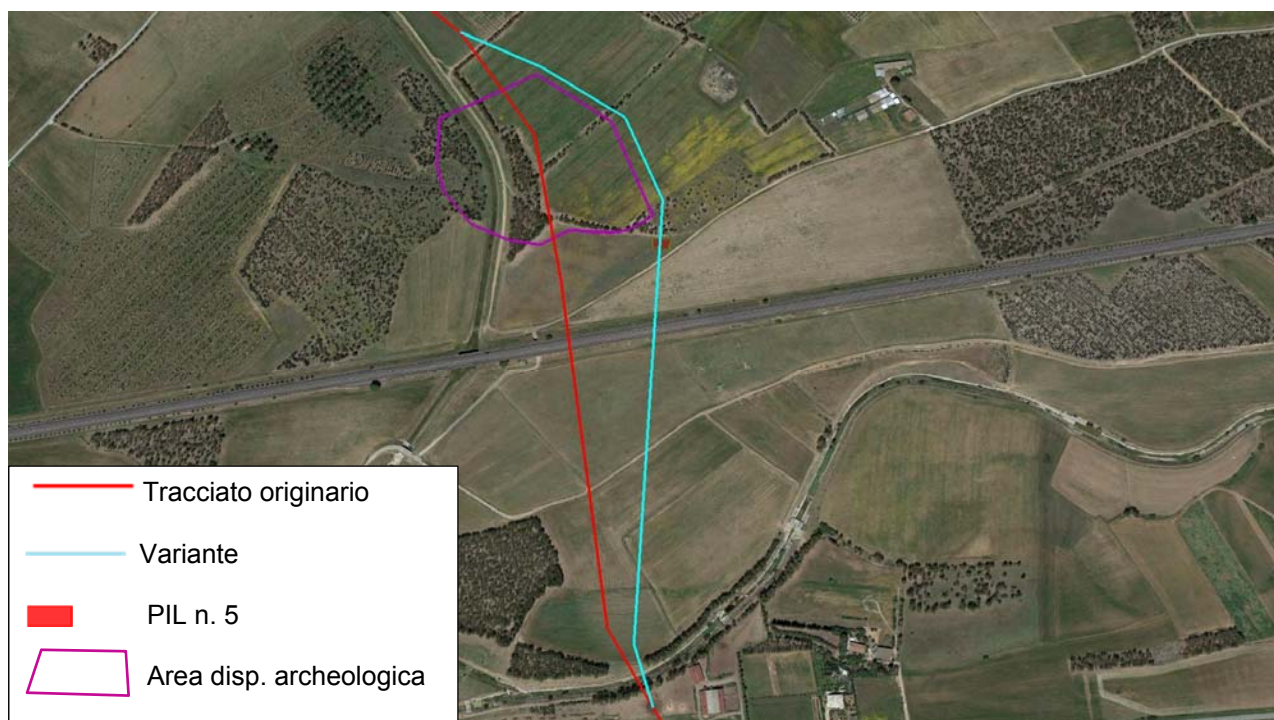 Tracciato originario
Variante
PIL n. 5
Area disp. archeologica